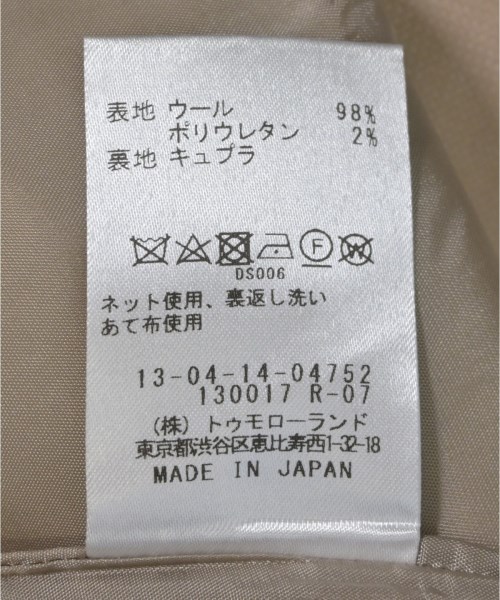 表地 ウール 98%
ポリウレタン 2%
裏地 キュプラ
F W
DS006
ネット使用、裏返し洗い
あて布使用
13-04-14-04752
130017 R-07
(株) トゥモローランド
東京都渋谷区恵比寿西1-32-18
MADE IN JAPAN